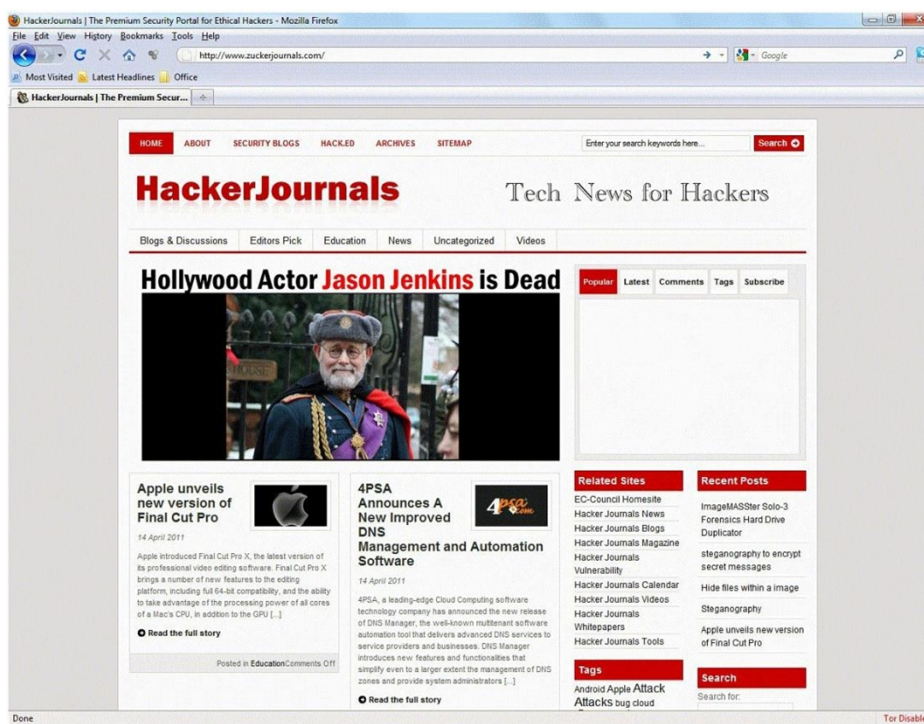 HackerJournals | The Premium Security Portal for Ethical Hackers - Mozilla Firefox
File Edit View History Bookmarks Tools Help
http://www.zuckerjournals.com/
Google
Most Visited Latest Headlines Office
HackerJournals | The Premium Secur...
HOME ABOUT SECURITY BLOGS HACK.ED ARCHIVES SITEMAP
Enter your search keywords here... Search
HackerJournals
Tech News for Hackers
Blogs & Discussions Editors Pick Education News Uncategorized Videos
Hollywood Actor Jason Jenkins is Dead
HOUSE
Popular Latest Comments Tags Subscribe
Apple unveils
new version of
Final Cut Pro
14 April 2011
Apple introduced Final Cut Pro X, the latest version of
its professional video editing software. Final Cut Pro X
brings a number of new features to the editing
platform, including full 64-bit compatibility, and the ability
to take advantage of the processing power of all cores
of a Mac's CPU, in addition to the GPU [...]
Read the full story
Posted in EducationComments Off
4PSA
Announces A
New Improved
DNS
Management and Automation
Software
4psa.com
14 April 2011
4PSA, a leading-edge Cloud Computing software
technology company has announced the new release
of DNS Manager, the well-known multitenant software
automation tool that delivers advanced DNS services to
service providers and businesses. DNS Manager
introduces new features and functionalities that
simplify even to a larger extent the management of DNS
zones and provide system administrators [...]
Read the full story
Related Sites
EC-Council Homesite
Hacker Journals News
Hacker Journals Blogs
Hacker Journals Magazine
Hacker Journals
Vulnerability
Hacker Journals Calendar
Hacker Journals Videos
Hacker Journals
Whitepapers
Hacker Journals Tools
Tags
Android Apple Attack
Attacks bug cloud
Recent Posts
ImageMASSter Solo-3
Forensics Hard Drive
Duplicator
steganography to encrypt
secret messages
Hide files within a image
Steganography
Apple unveils new version
of Final Cut Pro
Search
Search for:
Done
Tor Disabl